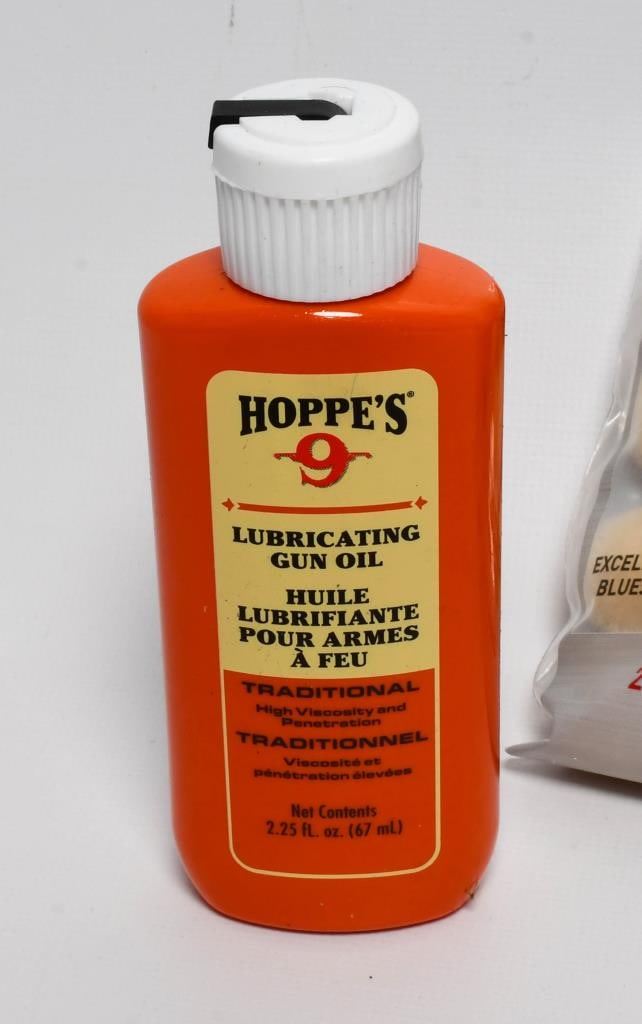 HOPPE'S®
9
LUBRICATING
GUN OIL
HUILE
LUBRIFIANTE
POUR ARMES
À FEU
TRADITIONAL
High Viscosity and
Penetration
TRADITIONNEL
Viscosité et
pénétration élevées
Net Contents
2.25 fl. oz. (67 mL)
EXCEL
BLUES
2